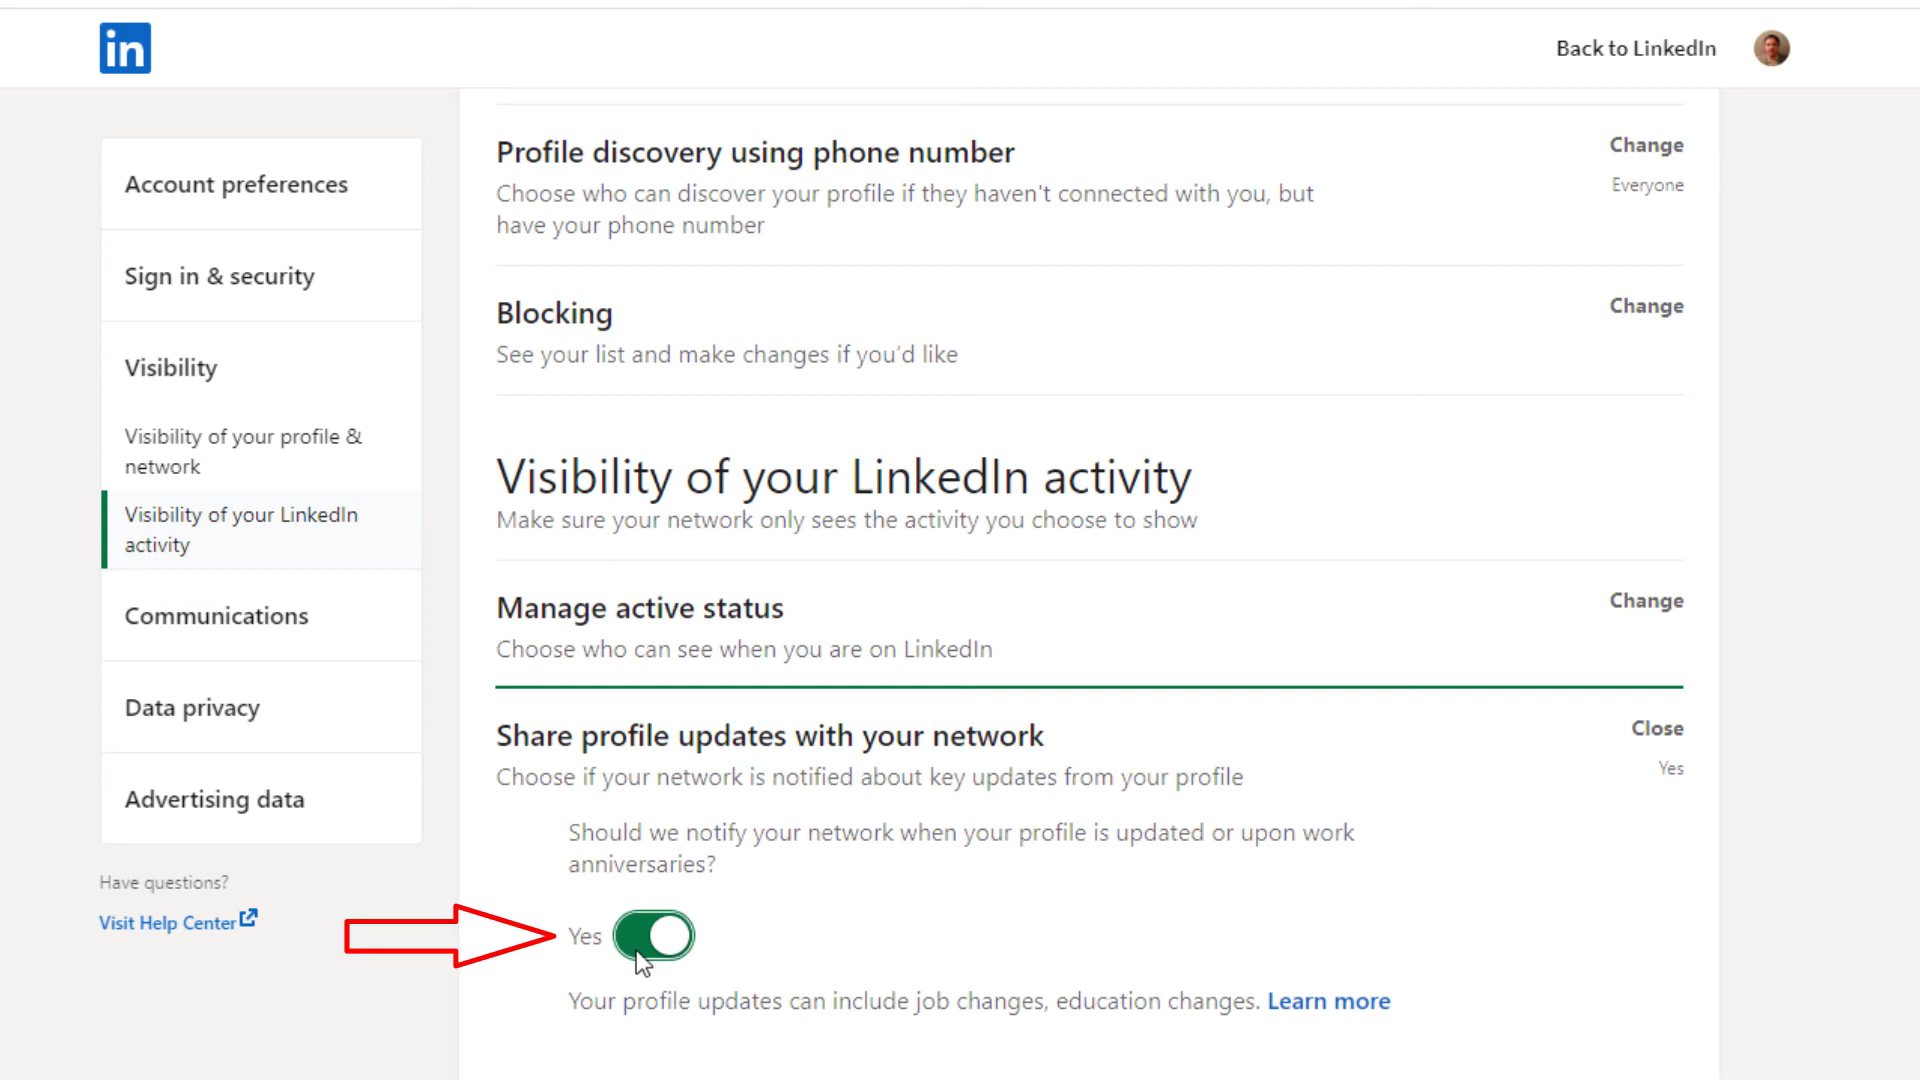 in
Back to LinkedIn
Account preferences
Sign in & security
Visibility
Visibility of your profile &
network
Visibility of your LinkedIn
activity
Communications
Data privacy
Advertising data
Have questions?
Visit Help Center
Profile discovery using phone number
Change
Choose who can discover your profile if they haven't connected with you, but
have your phone number
Everyone
Blocking
Change
See your list and make changes if you’d like
Visibility of your LinkedIn activity
Make sure your network only sees the activity you choose to show
Manage active status
Change
Choose who can see when you are on LinkedIn
Share profile updates with your network
Close
Choose if your network is notified about key updates from your profile
Yes
Should we notify your network when your profile is updated or upon work
anniversaries?
Yes
Your profile updates can include job changes, education changes. Learn more